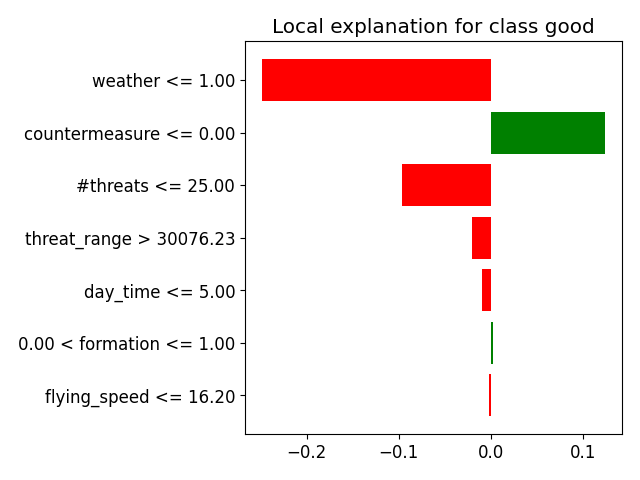 Local explanation for class good
weather <= 1.00
countermeasure <= 0.00
#threats <= 25.00
threat_range > 30076.23
day_time <= 5.00
0.00 < formation <= 1.00
flying_speed <= 16.20
−0.2 −0.1 0.0 0.1